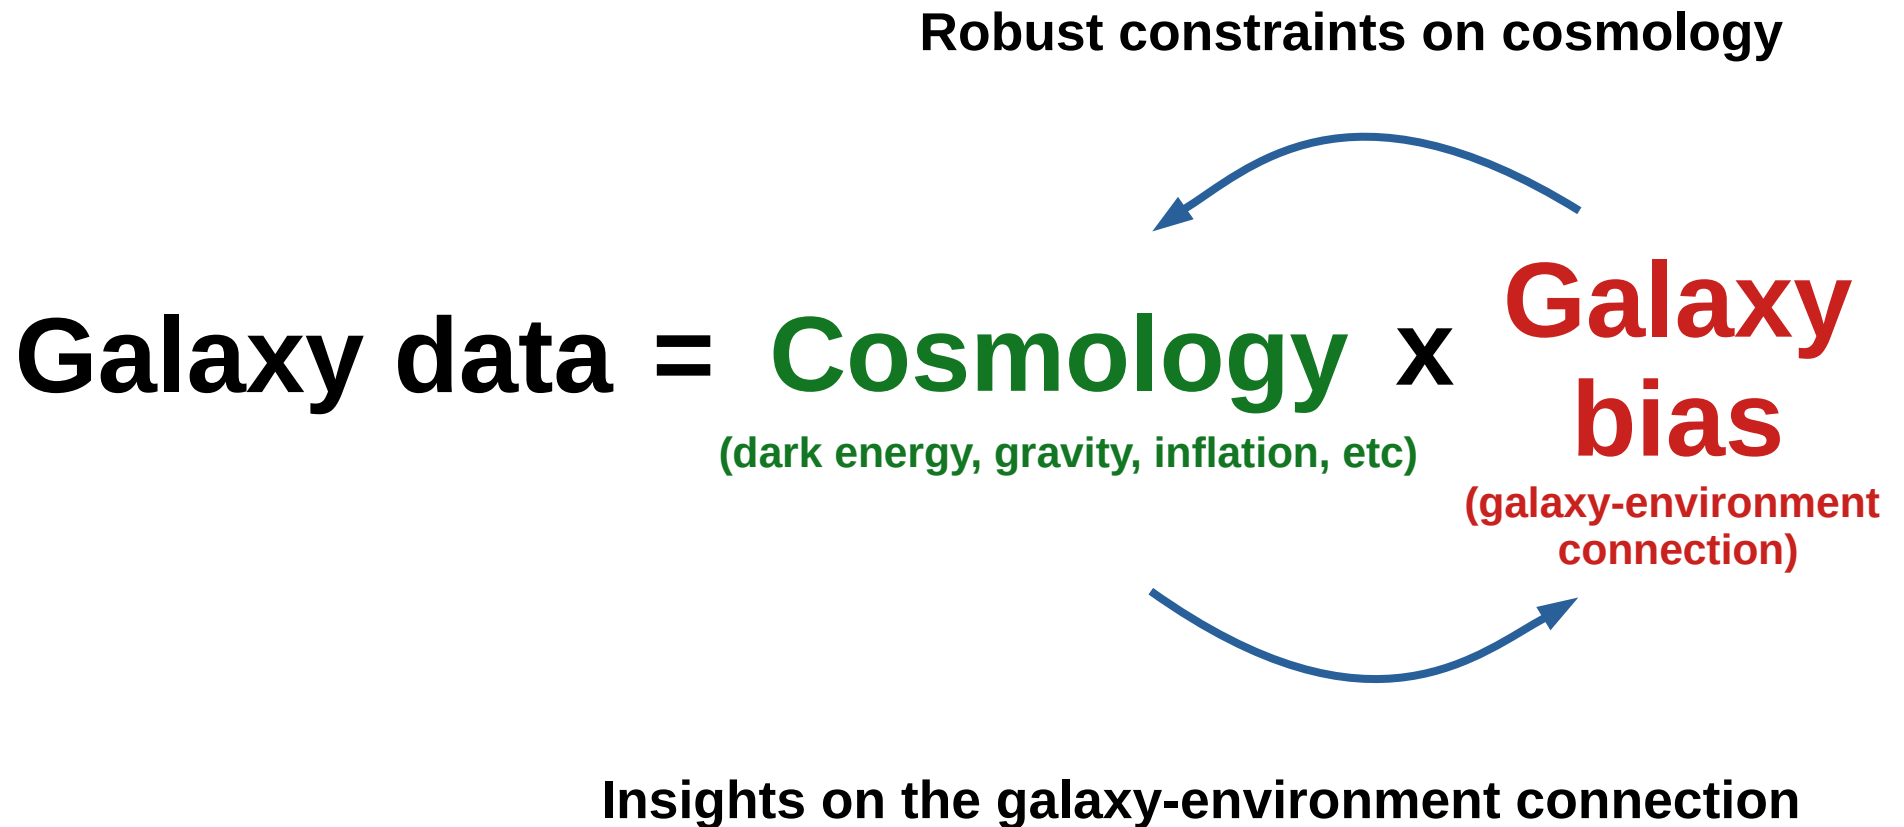 Robust constraints on cosmology
Galaxy data = Cosmology x Galaxy
bias
(dark energy, gravity, inflation, etc)
(galaxy-environment
connection)
Insights on the galaxy-environment connection